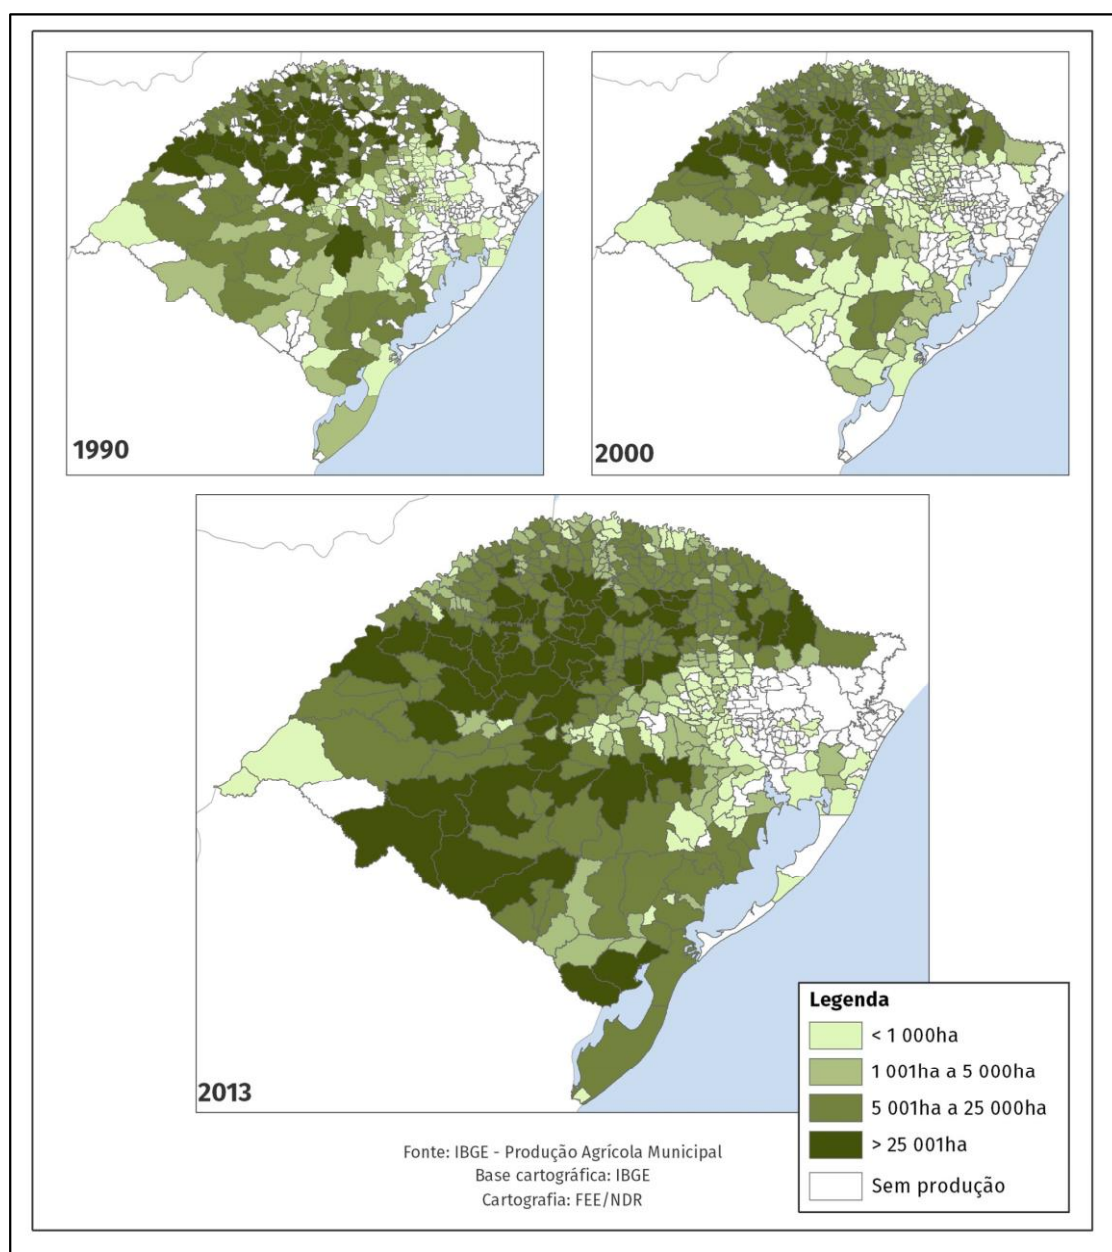 1990
2000
2013
Legenda
< 1 000ha
1 001ha a 5 000ha
5 001ha a 25 000ha
> 25 001ha
Sem produção
Fonte: IBGE - Produção Agrícola Municipal
Base cartográfica: IBGE
Cartografia: FEE/NDR